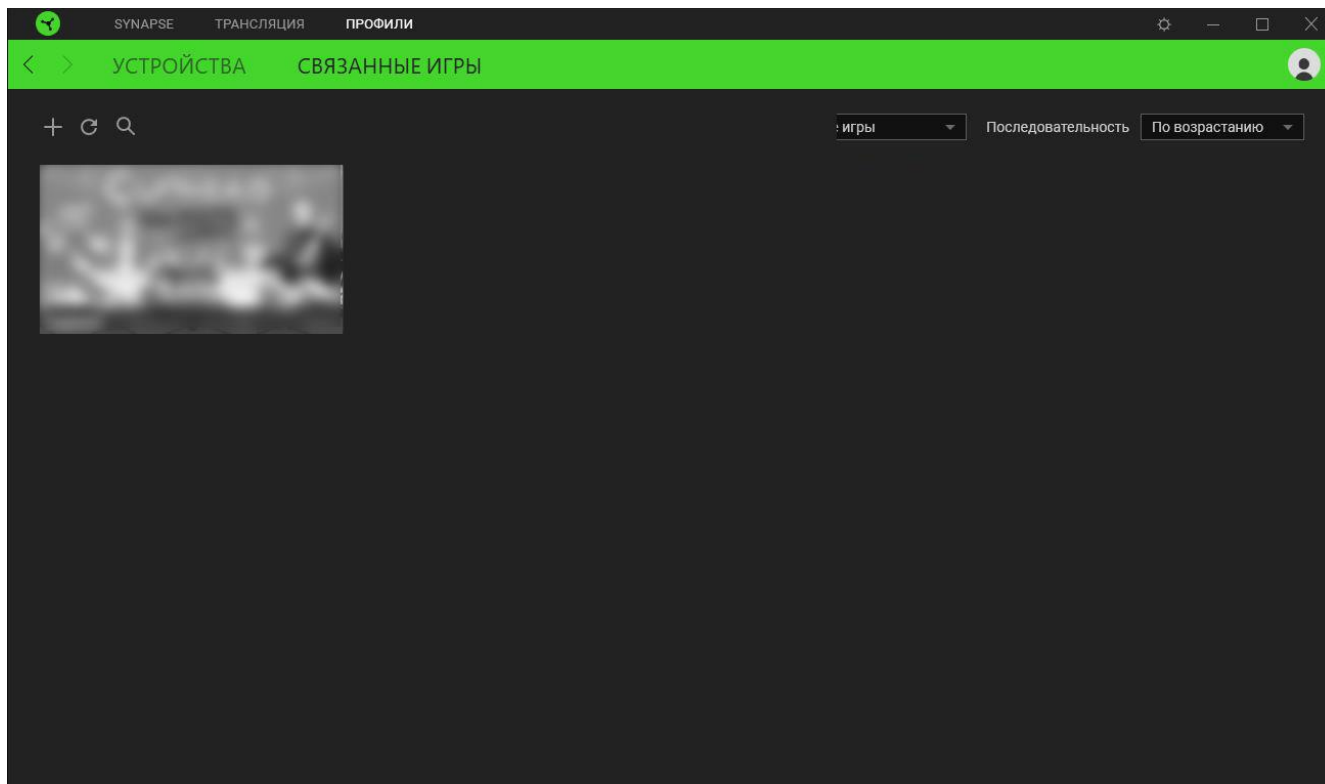 SYNAPSE ТРАНСЛЯЦИЯ ПРОФИЛИ
УСТРОЙСТВА СВЯЗАННЫЕ ИГРЫ
игры Последовательность По возрастанию